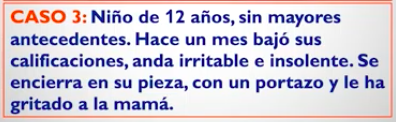 CASO 3: Niño de 12 años, sin mayores
antecedentes. Hace un mes bajó sus
calificaciones, anda irritable e insolente. Se
encierra en su pieza, con un portazo y le ha
gritado a la mamá.